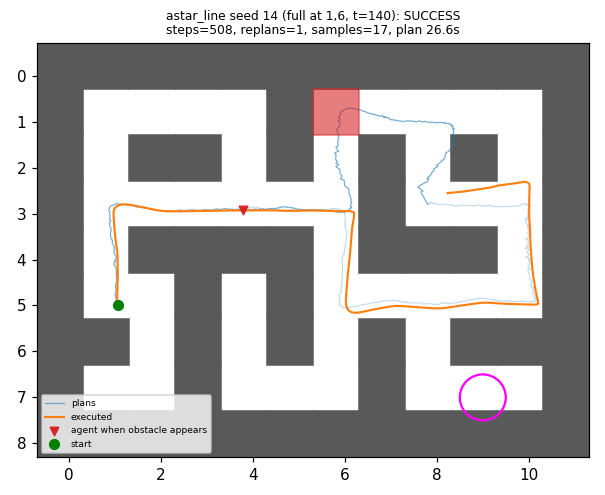 astar_line seed 14 (full at 1,6, t=140): SUCCESS
steps=508, replans=1, samples=17, plan 26.6s
0
1
2
3
4
5
6
7
8
plans
executed
agent when obstacle appears
start
0
2
4
6
8
10